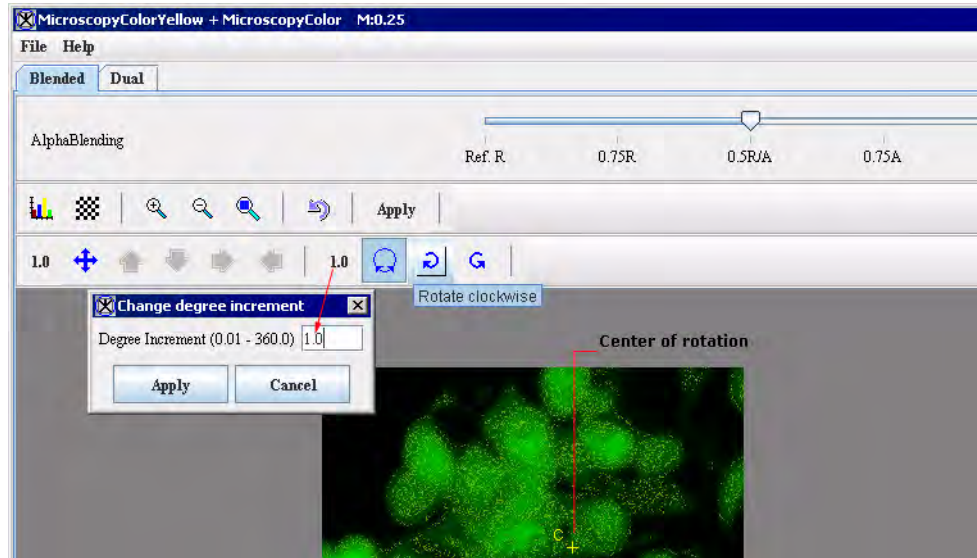 MicroscopyColorYellow + MicroscopyColor M:0.25
File Help
Blended Dual
AlphaBlending
Ref. R 0.75R 0.5R/A 0.75A
Apply
1.0 1.0
Rotate clockwise
Change degree increment
Degree Increment (0.01 - 360.0) 1.0
Apply Cancel
Center of rotation
C